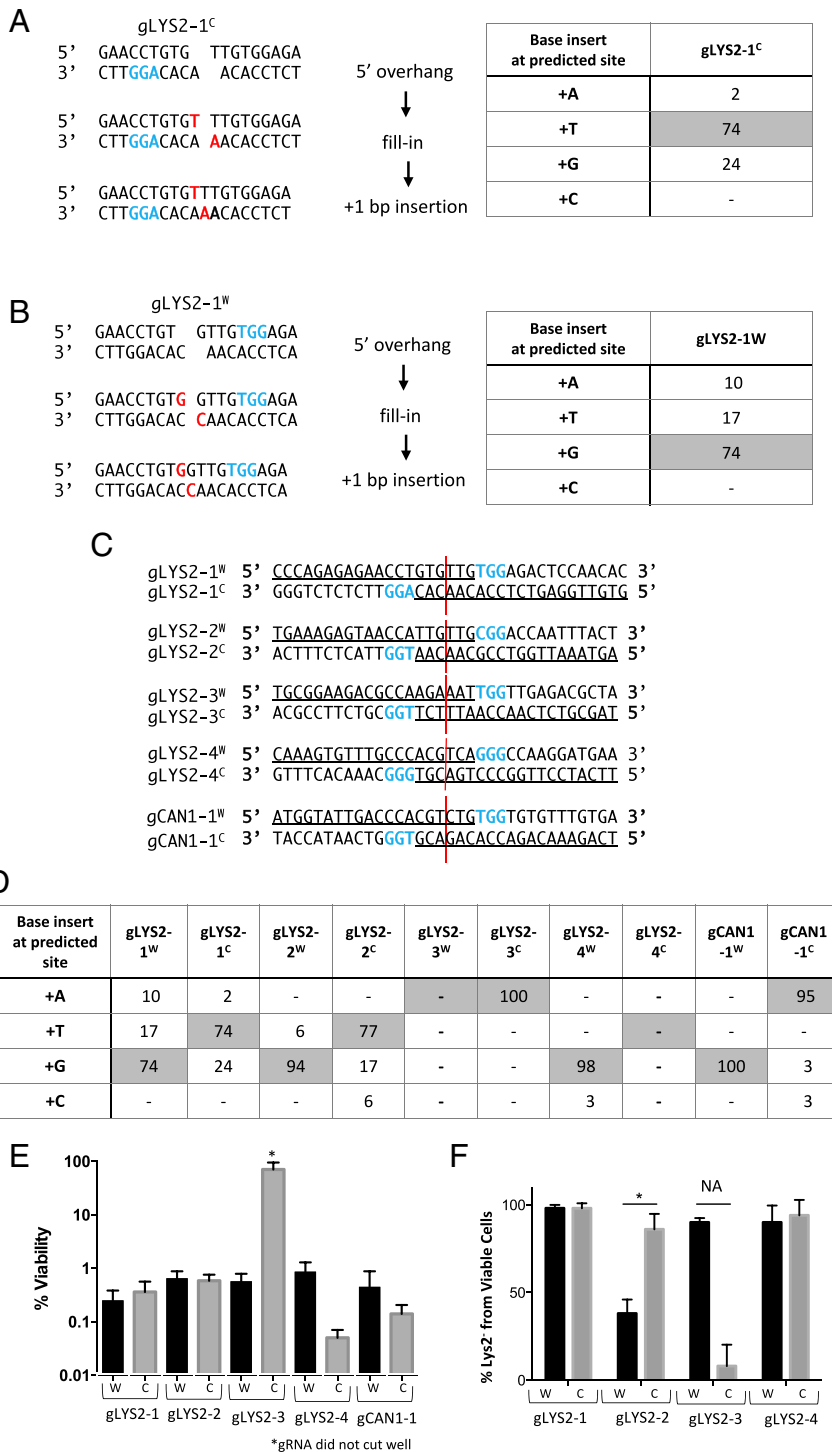 A
gLYS2-1ᶜ
5’ GAACCTGTG TTGTGGAGA
3’ CTTGGACACA ACACCTCT
5’ GAACCTGTGT TTGTGGAGA
3’ CTTGGACACA AACACCTCT
5’ GAACCTGTGTTTGTGGAGA
3’ CTTGGACACAAACACCTCT
5’ overhang
fill-in
+1 bp insertion
Base insert at predicted site gLYS2-1ᶜ
+A 2
+T 74
+G 24
+C -
B
gLYS2-1ᵂ
5’ GAACCTGT GTTGTGGAGA
3’ CTTGGACAC AACACCTCA
5’ GAACCTGTG GTTGTGGAGA
3’ CTTGGACAC CAACACCTCA
5’ GAACCTGTGGTTGTGGAGA
3’ CTTGGACACCAACACCTCA
5’ overhang
fill-in
+1 bp insertion
Base insert at predicted site gLYS2-1W
+A 10
+T 17
+G 74
+C -
C
gLYS2-1ᵂ 5’ CCCAGAGAGAACCTGTGTTGTGGAGACTCCAACAC 3’
gLYS2-1ᶜ 3’ GGGTCTCTCTTGGACACAACACCTCTGAGGTTGTG 5’
gLYS2-2ᵂ 5’ TGAAAGAGTAACCATTGTTGCGGACCAATTTACT 3’
gLYS2-2ᶜ 3’ ACTTTCTCATTGGTAACAACGCCTGGTTAAATGA 5’
gLYS2-3ᵂ 5’ TGCGGAAGACGCCAAGAAATTGGTTGAGACGCTA 3’
gLYS2-3ᶜ 3’ ACGCCTTCTGCGGTTCTTTAACCAACTCTGCGAT 5’
gLYS2-4ᵂ 5’ CAAAGTGTTTGCCCACGTCAGGGCCAAGGATGAA 3’
gLYS2-4ᶜ 3’ GTTTCACAAACGGGTGCAGTCCCGGTTCCTACTT 5’
gCAN1-1ᵂ 5’ ATGGTATTGACCCACGTCTGTGGTGTGTTTGTGA 3’
gCAN1-1ᶜ 3’ TACCATAACTGGGTGCAGACACCAGACAAAGACT 5’
Base insert at predicted site gLYS2-1ᵂ gLYS2-1ᶜ gLYS2-2ᵂ gLYS2-2ᶜ gLYS2-3ᵂ gLYS2-3ᶜ gLYS2-4ᵂ gLYS2-4ᶜ gCAN1-1ᵂ gCAN1-1ᶜ
+A 10 2 - - - 100 - - - 95
+T 17 74 6 77 - - - - - -
+G 74 24 94 17 - - 98 - 100 3
+C - - - 6 - - 3 - - 3
E
% Viability
100
10
1
0.1
0.01
*
W C W C W C W C W C
gLYS2-1 gLYS2-2 gLYS2-3 gLYS2-4 gCAN1-1
*gRNA did not cut well
F
% Lys2⁻ from Viable Cells
100
50
0
*
NA
W C W C W C W C
gLYS2-1 gLYS2-2 gLYS2-3 gLYS2-4